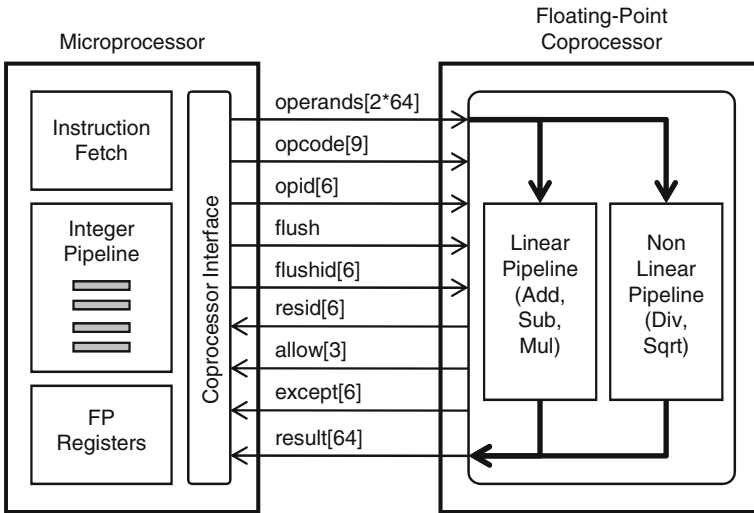 Microprocessor
Floating-Point
Coprocessor
Instruction
Fetch
Integer
Pipeline
FP
Registers
Coprocessor Interface
operands[2*64]
opcode[9]
opid[6]
flush
flushid[6]
resid[6]
allow[3]
except[6]
result[64]
Linear
Pipeline
(Add,
Sub,
Mul)
Non
Linear
Pipeline
(Div,
Sqrt)